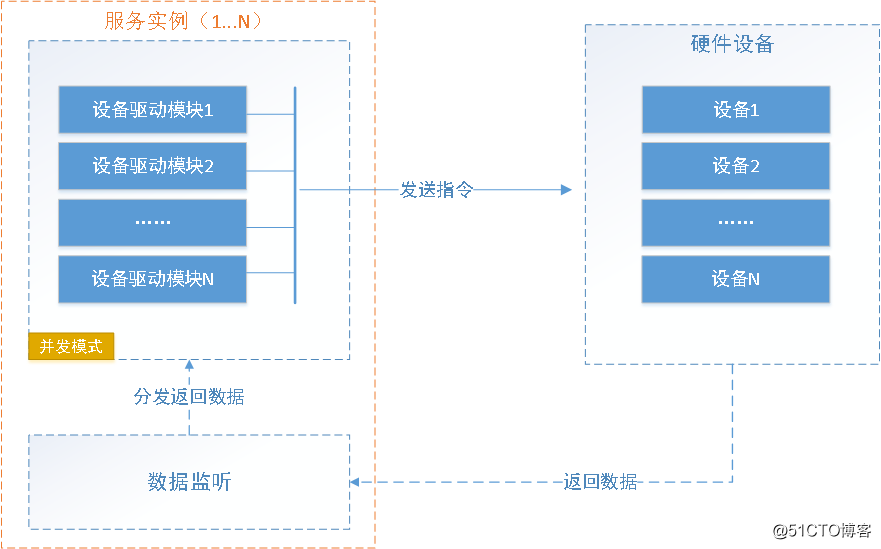 服务实例（1...N）
设备驱动模块1
设备驱动模块2
......
设备驱动模块N
并发模式
发送指令
硬件设备
设备1
设备2
......
设备N
分发返回数据
数据监听
返回数据
@51CTO博客